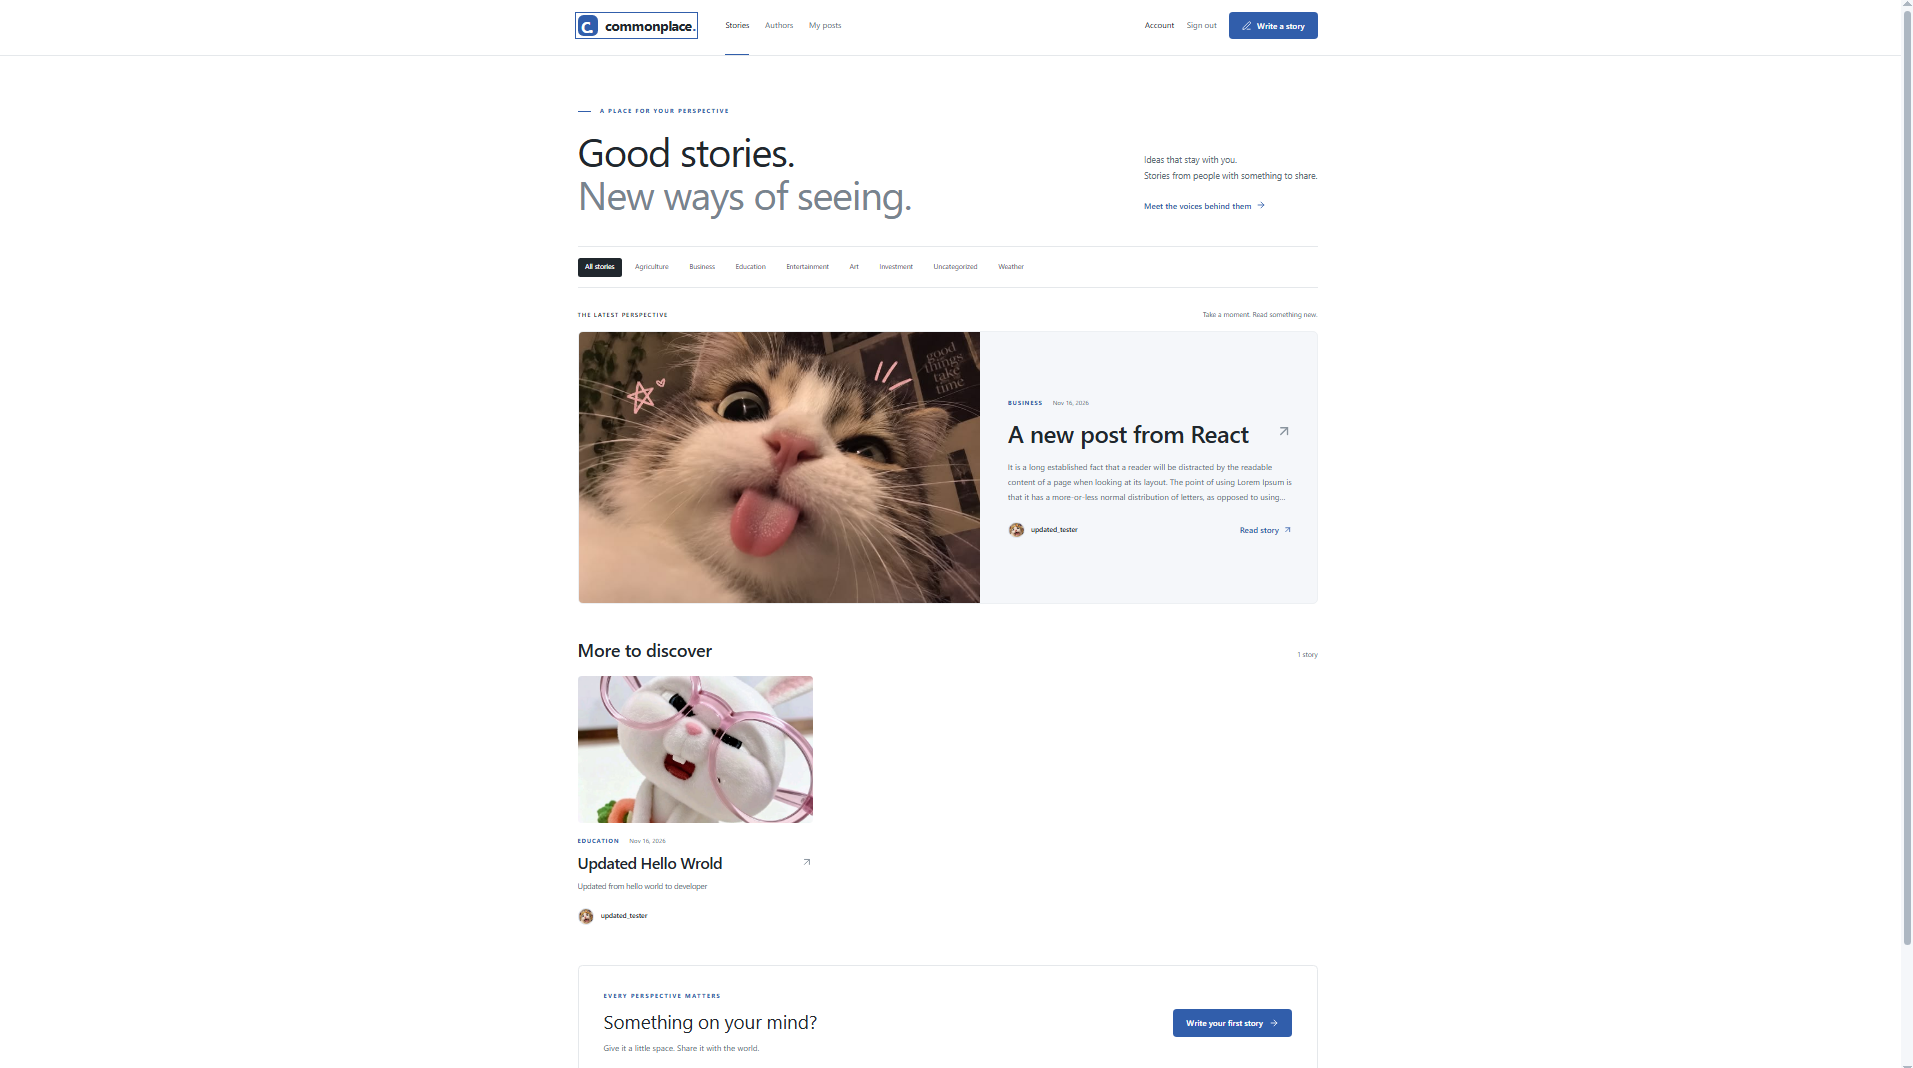 commonplace.
Stories
Authors
My posts
Account
Sign out
Write a story
A PLACE FOR YOUR PERSPECTIVE
Good stories.
New ways of seeing.
Ideas that stay with you.
Stories from people with something to share.
Meet the voices behind them
All stories
Agriculture
Business
Education
Entertainment
Art
Investment
Uncategorized
Weather
THE LATEST PERSPECTIVE
Take a moment. Read something new.
good
things
take
time
BUSINESS
Nov 16, 2026
A new post from React
It is a long established fact that a reader will be distracted by the readable
content of a page when looking at its layout. The point of using Lorem Ipsum is
that it has a more-or-less normal distribution of letters, as opposed to using...
updated_tester
Read story
More to discover
1 story
EDUCATION
Nov 16, 2026
Updated Hello Wrold
Updated from hello world to developer
updated_tester
EVERY PERSPECTIVE MATTERS
Something on your mind?
Give it a little space. Share it with the world.
Write your first story